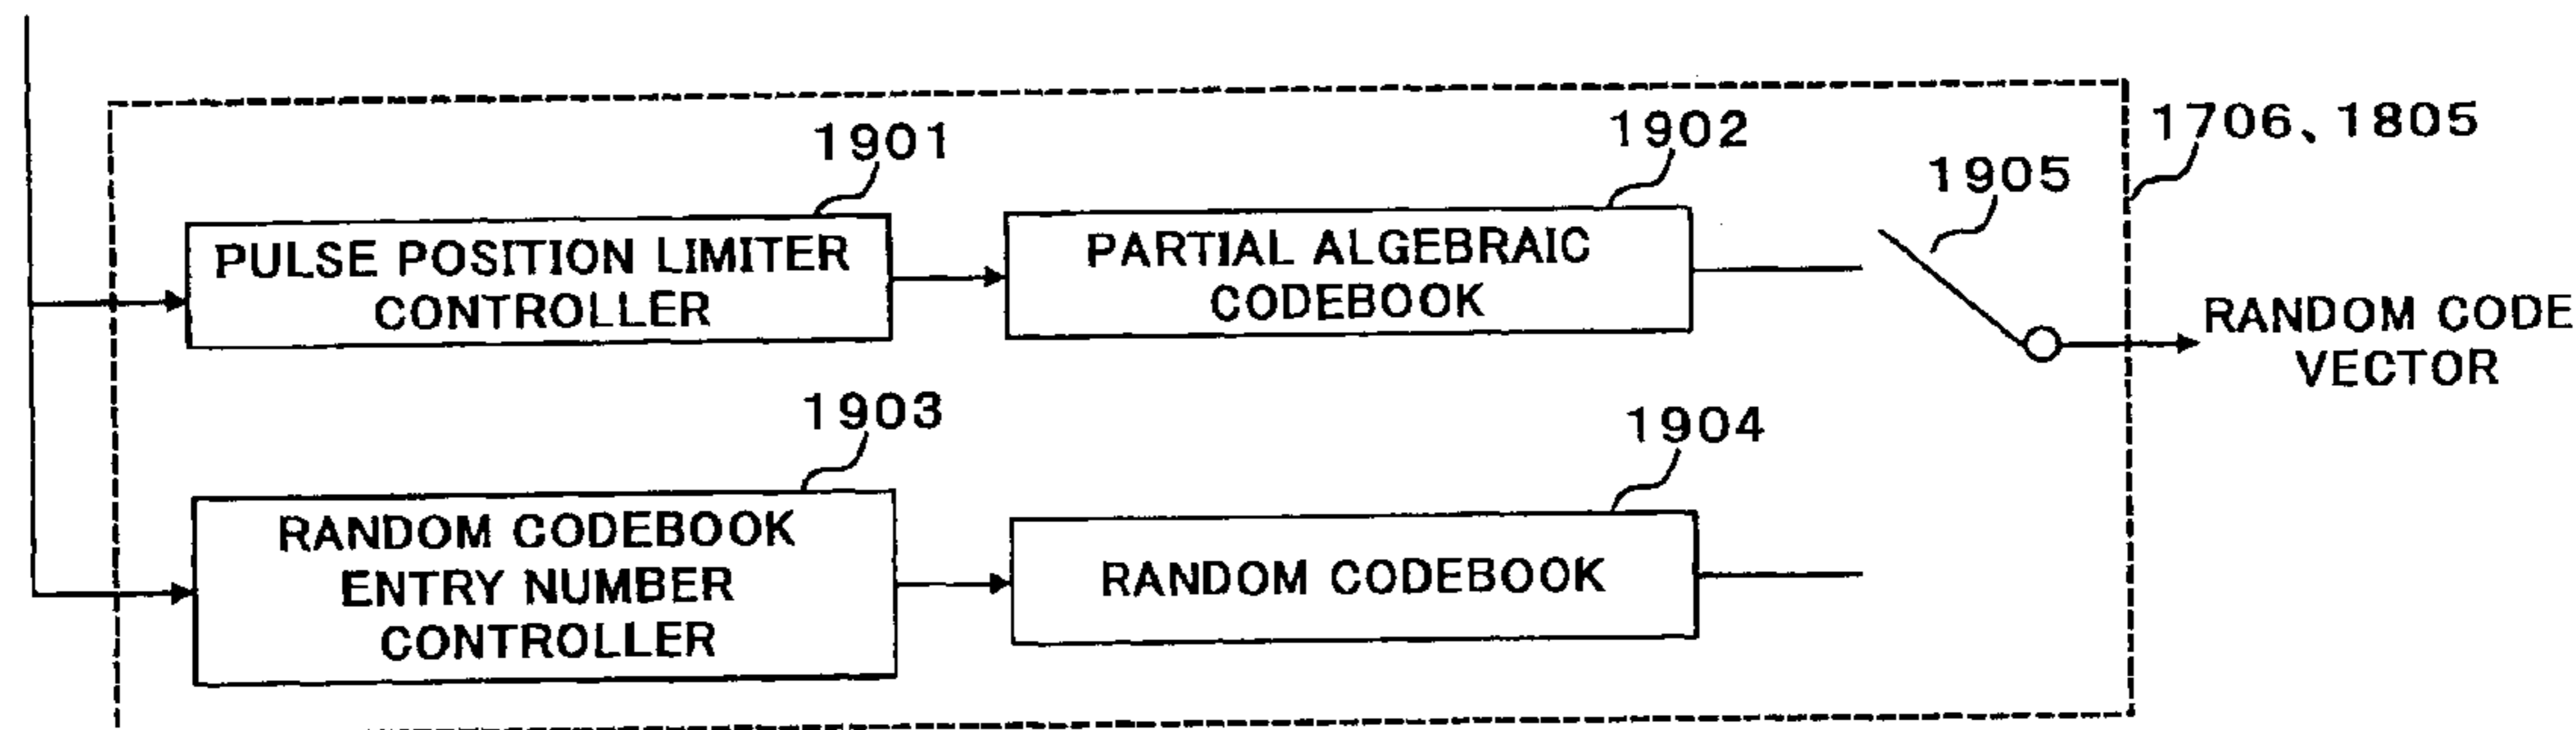 1901
1902
1706、1805
1905
PULSE POSITION LIMITER
CONTROLLER
PARTIAL ALGEBRAIC
CODEBOOK
RANDOM CODE
VECTOR
1903
1904
RANDOM CODEBOOK
ENTRY NUMBER
CONTROLLER
RANDOM CODEBOOK